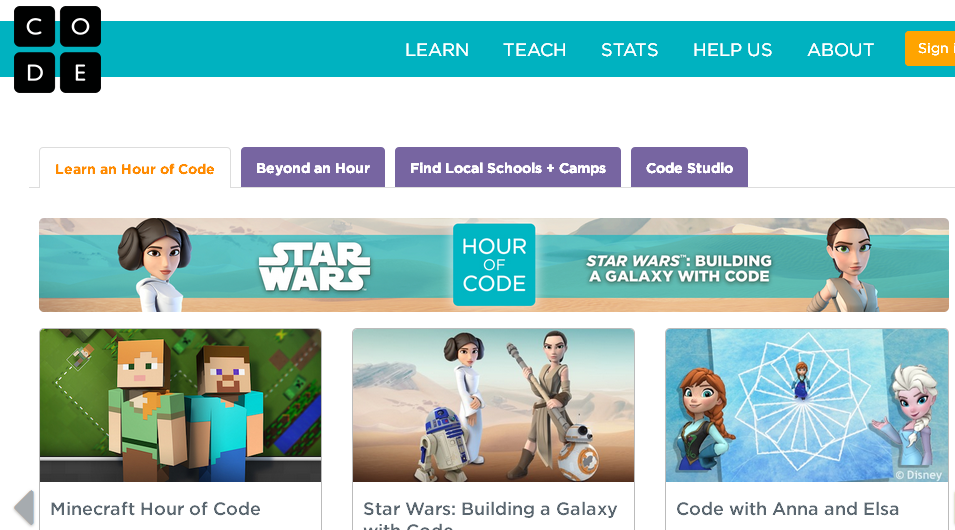 C O
D E
LEARN TEACH STATS HELP US ABOUT Sign
Learn an Hour of Code Beyond an Hour Find Local Schools + Camps Code Studio
STAR
WARS
HOUR
OF
CODE
STAR WARS™: BUILDING
A GALAXY WITH CODE
© Disney
Minecraft Hour of Code
Star Wars: Building a Galaxy
with Code
Code with Anna and Elsa